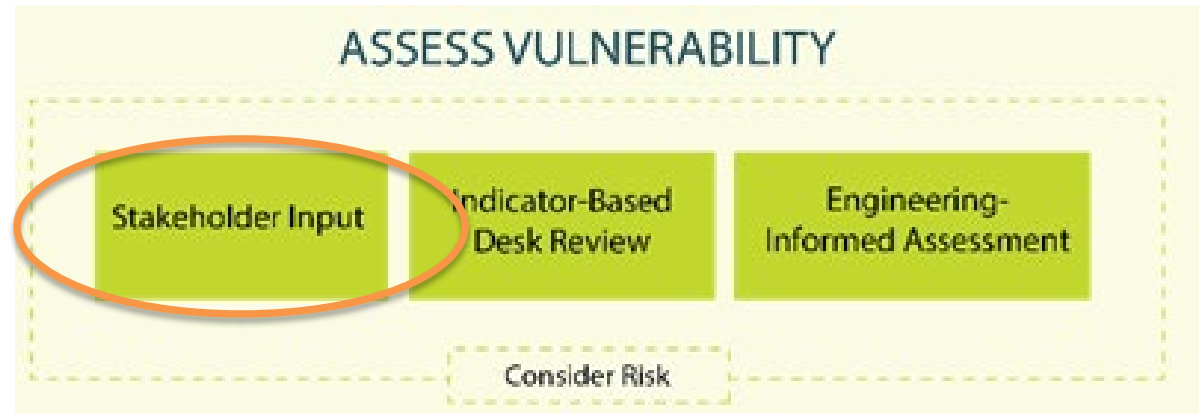 ASSESS VULNERABILITY
Stakeholder Input
Indicator-Based
Desk Review
Engineering-
Informed Assessment
Consider Risk